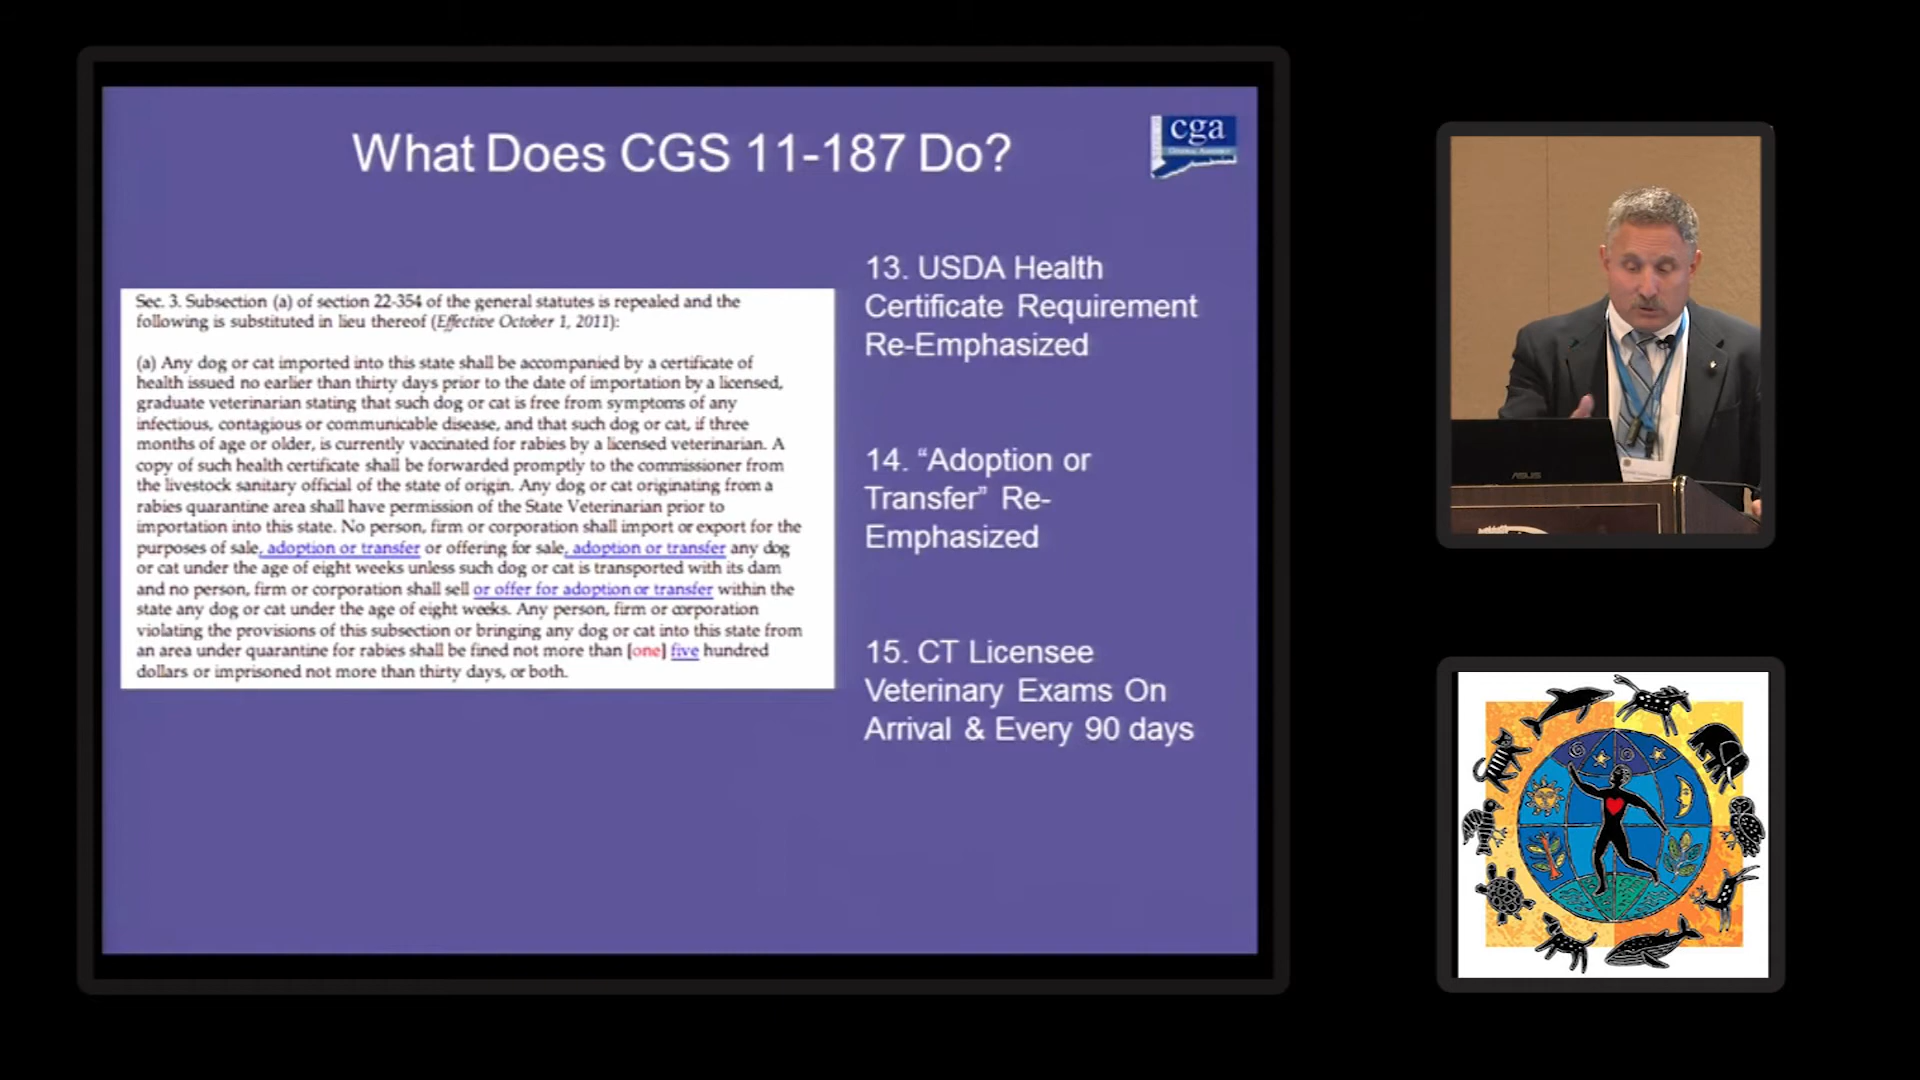 What Does CGS 11-187 Do?
cga
Sec. 3. Subsection (a) of section 22-354 of the general statutes is repealed and the
following is substituted in lieu thereof (Effective October 1, 2011):
(a) Any dog or cat imported into this state shall be accompanied by a certificate of
health issued no earlier than thirty days prior to the date of importation by a licensed,
graduate veterinarian stating that such dog or cat is free from symptoms of any
infectious, contagious or communicable disease, and that such dog or cat, if three
months of age or older, is currently vaccinated for rabies by a licensed veterinarian. A
copy of such health certificate shall be forwarded promptly to the commissioner from
the livestock sanitary official of the state of origin. Any dog or cat originating from a
rabies quarantine area shall have permission of the State Veterinarian prior to
importation into this state. No person, firm or corporation shall import or export for the
purposes of sale, adoption or transfer or offering for sale, adoption or transfer any dog
or cat under the age of eight weeks unless such dog or cat is transported with its dam
and no person, firm or corporation shall sell or offer for adoption or transfer within the
state any dog or cat under the age of eight weeks. Any person, firm or corporation
violating the provisions of this subsection or bringing any dog or cat into this state from
an area under quarantine for rabies shall be fined not more than [one] five hundred
dollars or imprisoned not more than thirty days, or both.
13. USDA Health
Certificate Requirement
Re-Emphasized
14. “Adoption or
Transfer” Re-
Emphasized
15. CT Licensee
Veterinary Exams On
Arrival & Every 90 days
ASUS